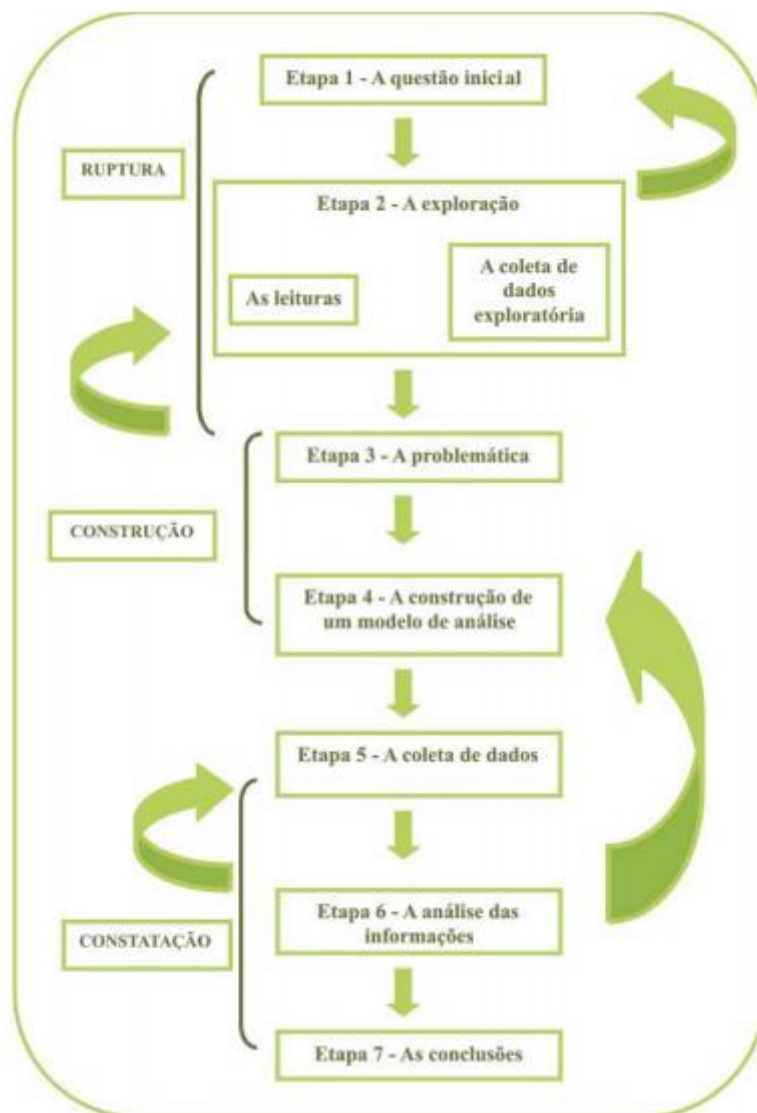 Etapa 1 - A questão inicial
RUPTURA
Etapa 2 - A exploração
As leituras
A coleta de
dados
exploratória
Etapa 3 - A problemática
CONSTRUÇÃO
Etapa 4 - A construção de
um modelo de análise
Etapa 5 - A coleta de dados
Etapa 6 - A análise das
informações
CONSTATAÇÃO
Etapa 7 - As conclusões